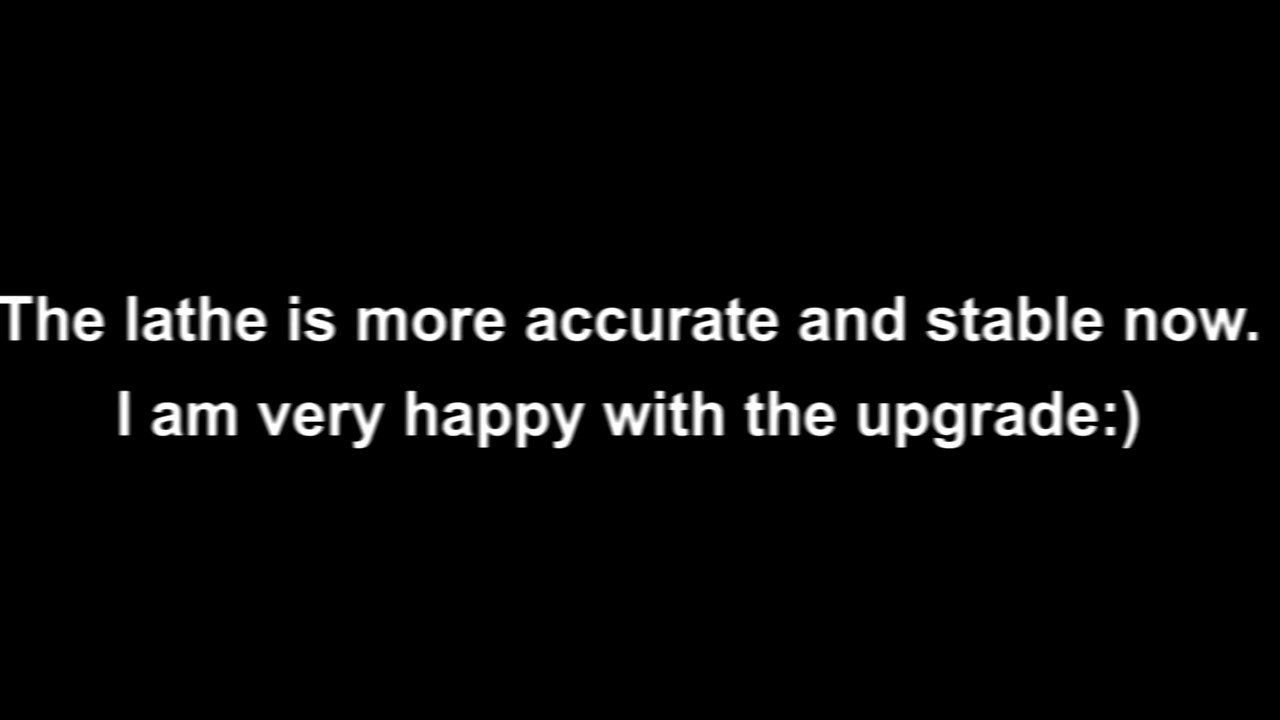 The lathe is more accurate and stable now.
I am very happy with the upgrade:)